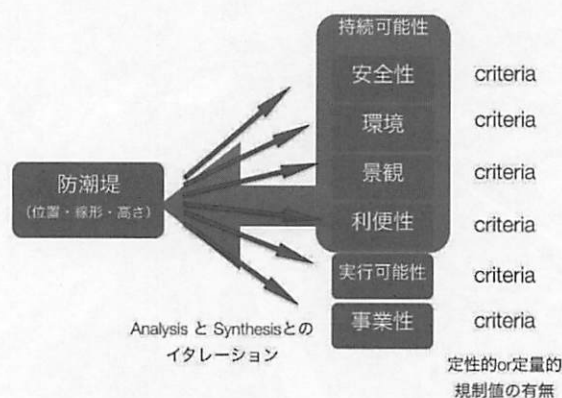 持続可能性
安全性 criteria
環境 criteria
景観 criteria
防潮堤
(位置・線形・高さ)
利便性 criteria
実行可能性 criteria
事業性 criteria
Analysis と Synthesisとの
イタレーション
定性的or定量的
規制値の有無